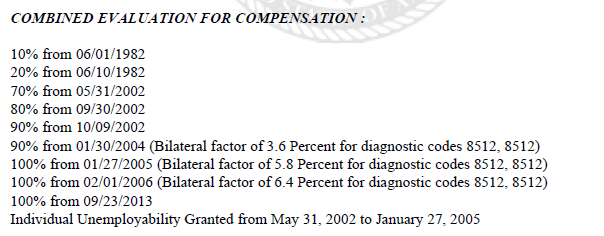 COMBINED EVALUATION FOR COMPENSATION :
10% from 06/01/1982
20% from 06/10/1982
70% from 05/31/2002
80% from 09/30/2002
90% from 10/09/2002
90% from 01/30/2004 (Bilateral factor of 3.6 Percent for diagnostic codes 8512, 8512)
100% from 01/27/2005 (Bilateral factor of 5.8 Percent for diagnostic codes 8512, 8512)
100% from 02/01/2006 (Bilateral factor of 6.4 Percent for diagnostic codes 8512, 8512)
100% from 09/23/2013
Individual Unemployability Granted from May 31, 2002 to January 27, 2005